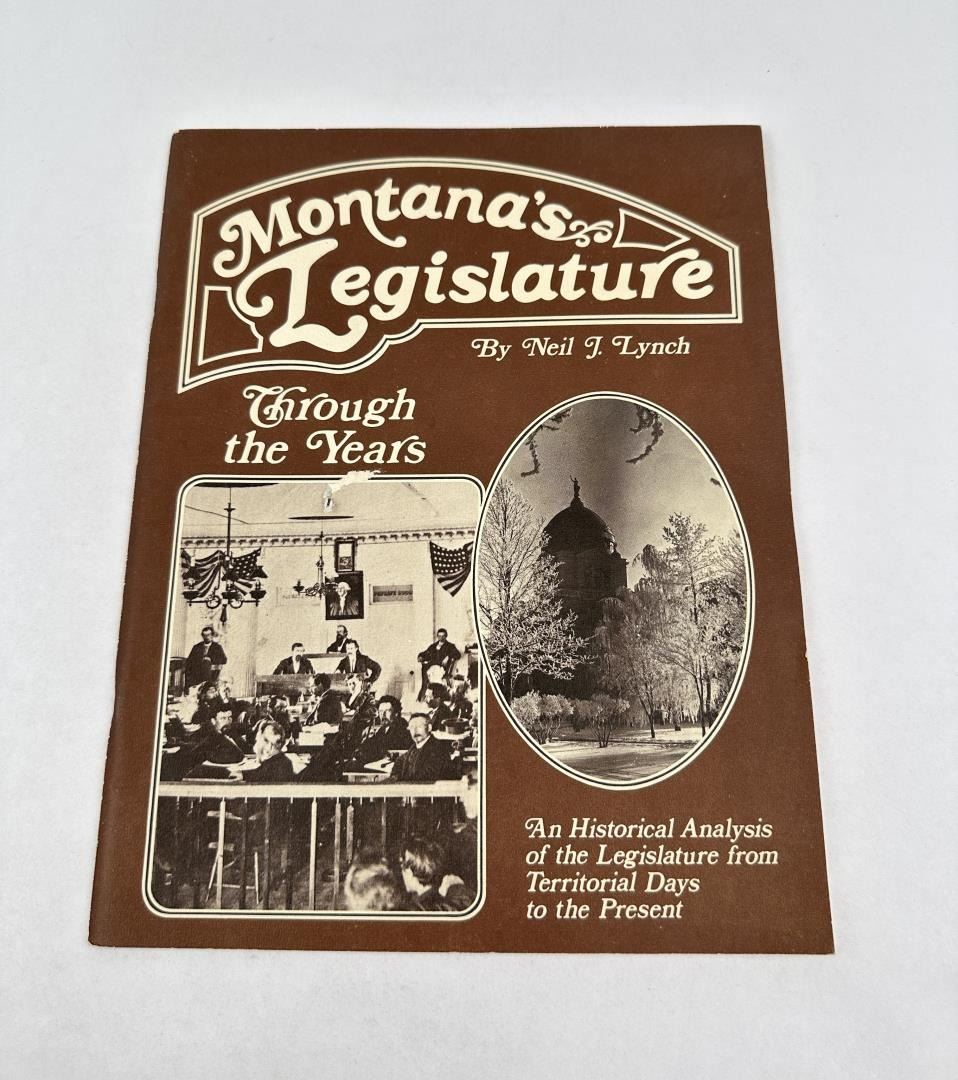 Montana's
Legislature
By Neil J. Lynch
Through
the Years
An Historical Analysis
of the Legislature from
Territorial Days
to the Present